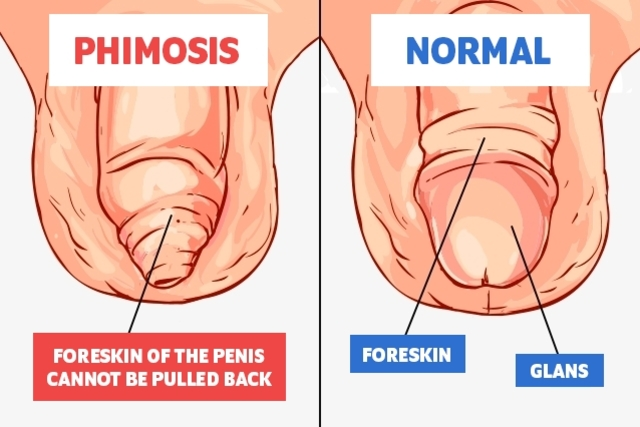 PHIMOSIS
NORMAL
FORESKIN OF THE PENIS
CANNOT BE PULLED BACK
FORESKIN
GLANS